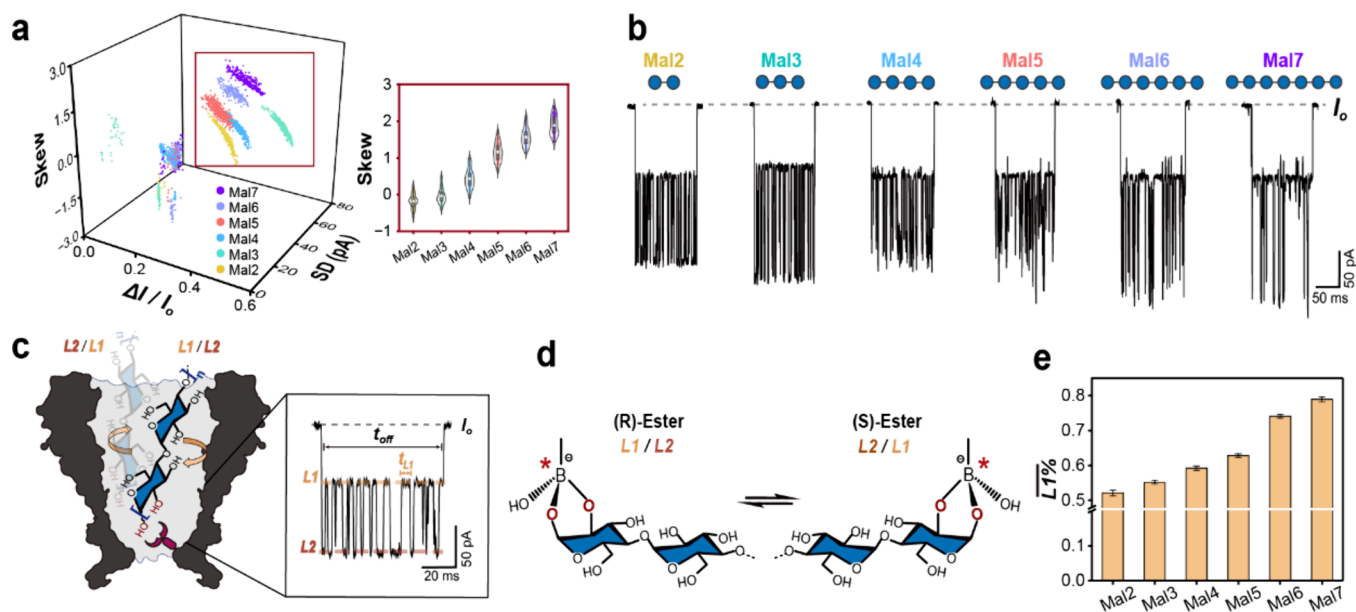 a
3.0
1.5
0.0
-1.5
-3.0
Skew
0.0
0.2
0.4
0.6
ΔI / Io
0
20
40
60
80
SD (pA)
Mal7
Mal6
Mal5
Mal4
Mal3
Mal2
Skew
3
2
1
0
-1
Mal2
Mal3
Mal4
Mal5
Mal6
Mal7
b
Mal2
Mal3
Mal4
Mal5
Mal6
Mal7
Io
50 pA
50 ms
c
L2 / L1
L1 / L2
Io
toff
tL1
L1
L2
50 pA
20 ms
d
(R)-Ester
L1 / L2
(S)-Ester
L2 / L1
*
B
⊖
HO
O
O
OH
HO
OH
OH
O
O
O
HO
HO
O
*
B
⊖
OH
O
O
OH
HO
OH
O
O
O
HO
HO
O
e
L1%
0.8
0.7
0.6
0.5
0.1
0.0
Mal2
Mal3
Mal4
Mal5
Mal6
Mal7